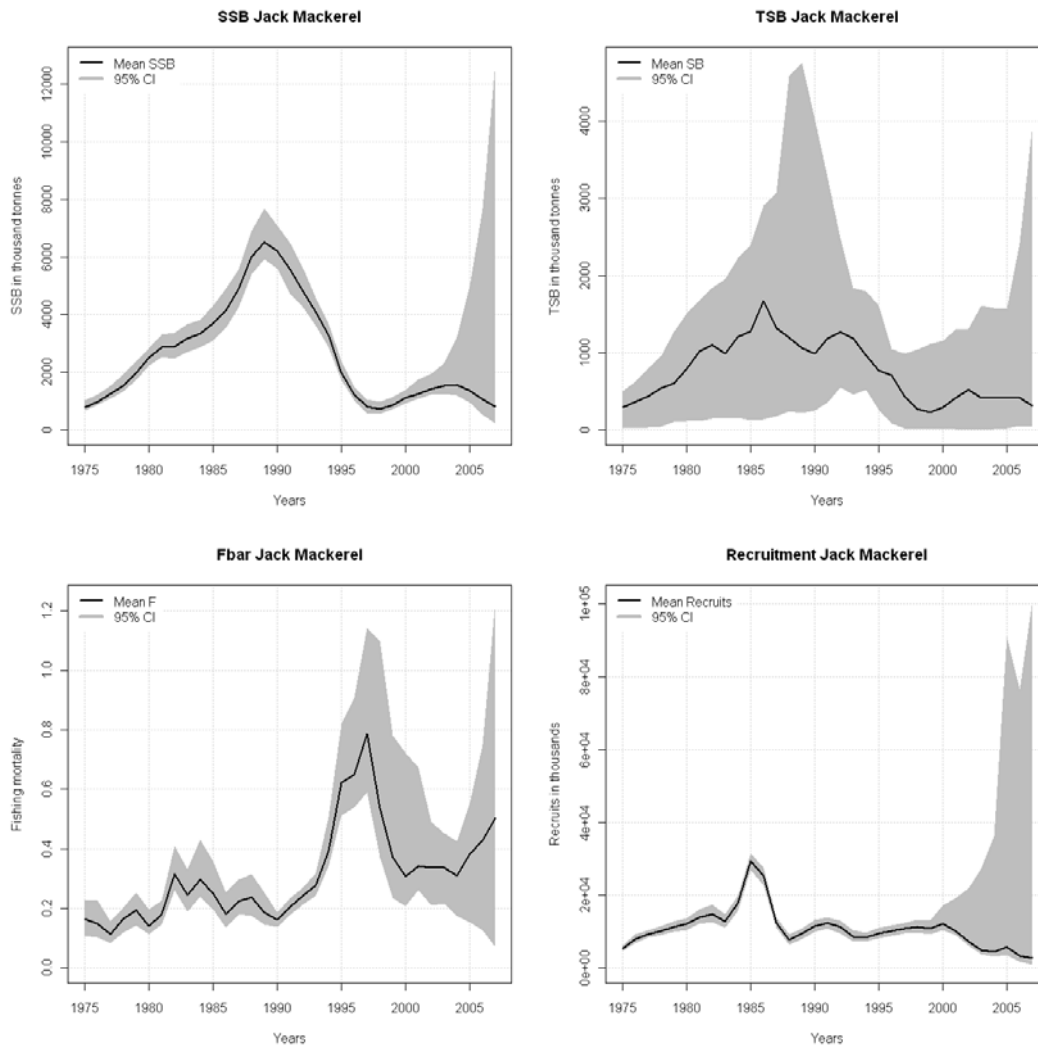 SSB Jack Mackerel
Mean SSB
95% CI
SSB in thousand tonnes
0
2000
4000
6000
8000
10000
12000
1975 1980 1985 1990 1995 2000 2005
Years
TSB Jack Mackerel
Mean SB
95% CI
TSB in thousand tonnes
0
1000
2000
3000
4000
1975 1980 1985 1990 1995 2000 2005
Years
Fbar Jack Mackerel
Mean F
95% CI
Fishing mortality
0.0
0.2
0.4
0.6
0.8
1.0
1.2
1975 1980 1985 1990 1995 2000 2005
Years
Recruitment Jack Mackerel
Mean Recruits
95% CI
Recruits in thousands
0e+00
2e+04
4e+04
6e+04
8e+04
1e+05
1975 1980 1985 1990 1995 2000 2005
Years